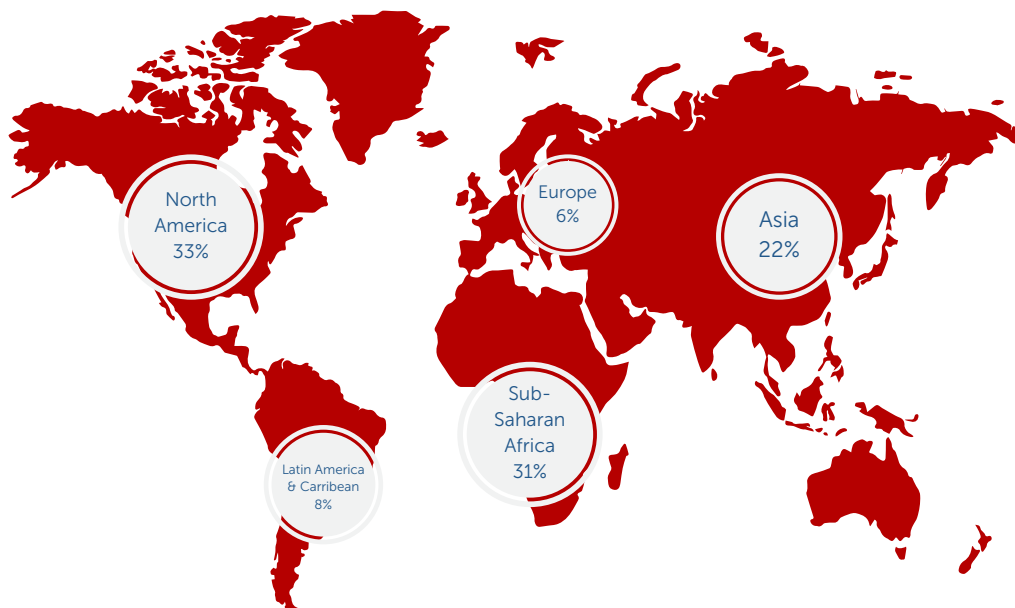 North
America
33%
Europe
6%
Asia
22%
Sub-
Saharan
Africa
31%
Latin America
& Carribean
8%